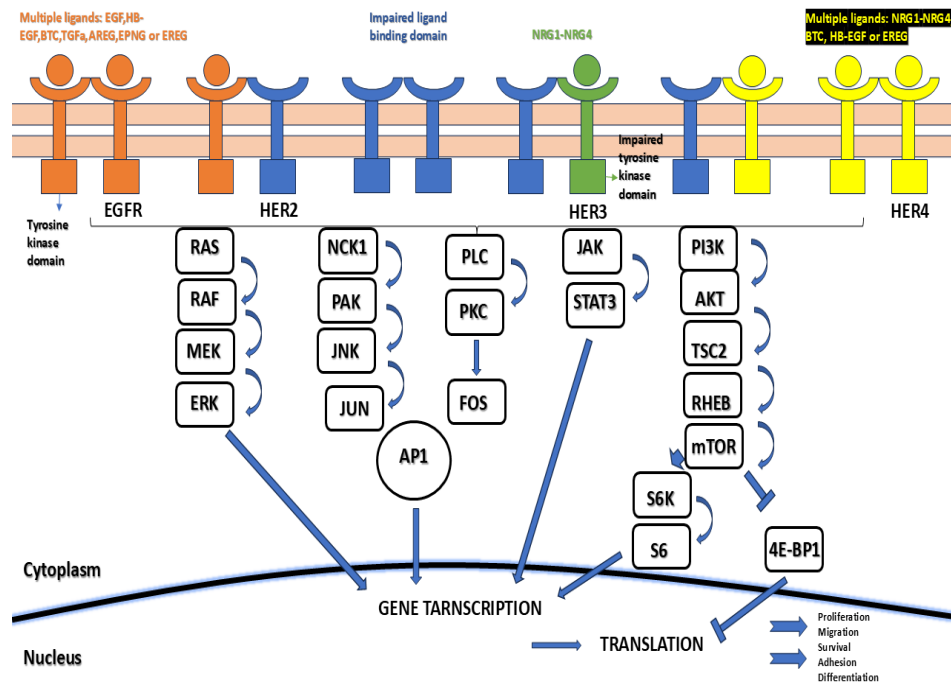 Multiple ligands: EGF,HB-
EGF,BTC,TGFa,AREG,EPNG or EREG
Impaired ligand
binding domain
NRG1-NRG4
Multiple ligands: NRG1-NRG4
BTC, HB-EGF or EREG
Impaired
tyrosine
kinase
domain
EGFR
HER2
HER3
HER4
Tyrosine
kinase
domain
RAS
RAF
MEK
ERK
NCK1
PAK
JNK
JUN
PLC
PKC
FOS
AP1
JAK
STAT3
PI3K
AKT
TSC2
RHEB
mTOR
S6K
S6
4E-BP1
Cytoplasm
GENE TARNSCRIPTION
TRANSLATION
Nucleus
Proliferation
Migration
Survival
Adhesion
Differentiation